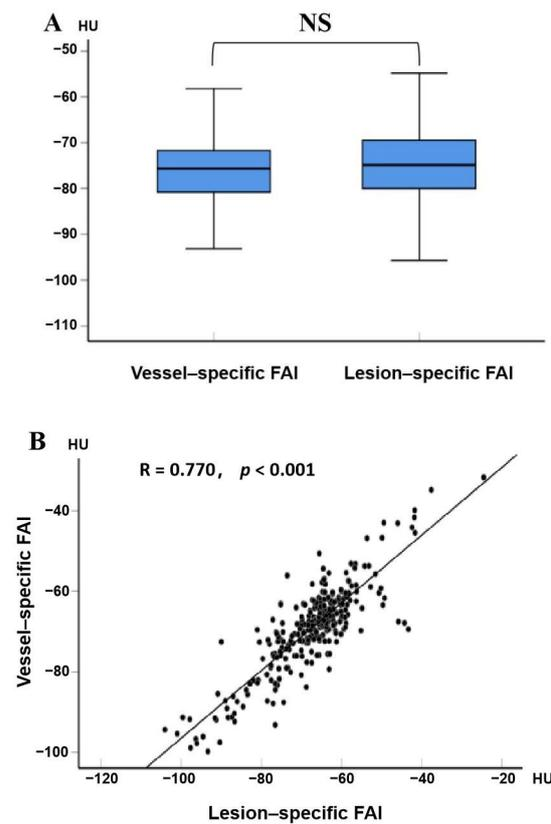 A HU NS
−50
−60
−70
−80
−90
−100
−110
Vessel–specific FAI Lesion–specific FAI
B HU
R = 0.770, p < 0.001
Vessel–specific FAI
−40
−60
−80
−100
−120 −100 −80 −60 −40 −20 HU
Lesion–specific FAI